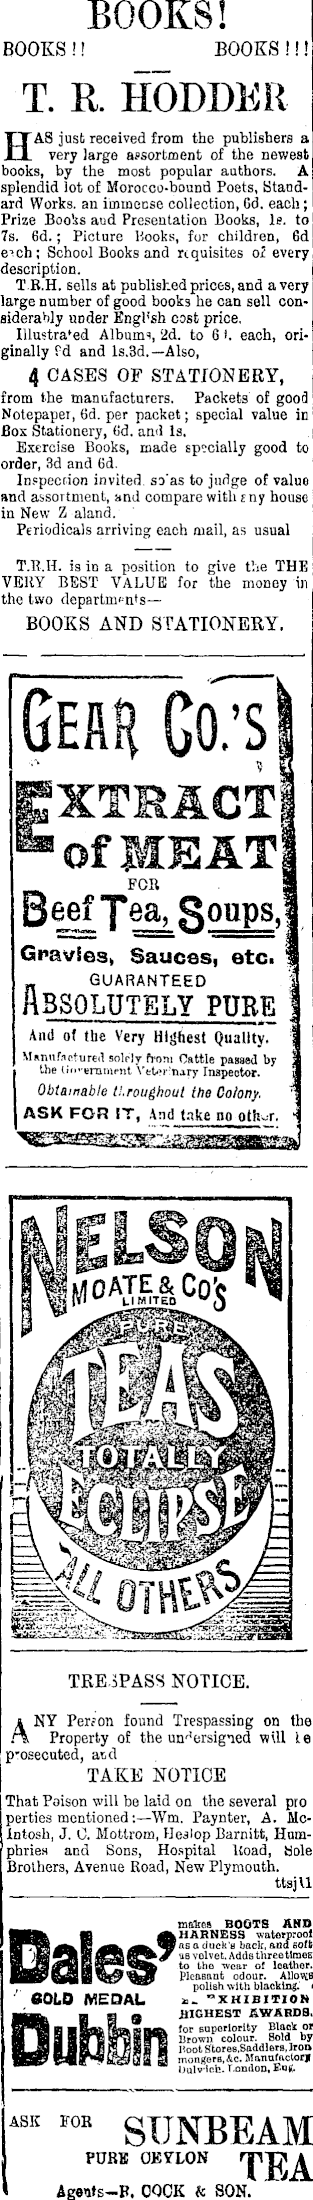 BOOKS!
BOOKS!! BOOKS!!!
T. R. HODDER
HAS just received from the publishers a
very large assortment of the newest
books, by the most popular authors. A
splendid lot of Morocco-bound Poets, Stand-
ard Works. an immense collection, 6d. each;
Prize Books and Presentation Books, 1s. to
7s. 6d.; Picture Books, for children, 6d
each; School Books and requisites of every
description.
T.R.H. sells at published prices, and a very
large number of good books he can sell con-
siderably under English cost price.
Illustrated Albums, 2d. to 6d. each, ori-
ginally 9d and 1s.3d.—Also,
4 CASES OF STATIONERY,
from the manufacturers. Packets of good
Notepaper, 6d. per packet; special value in
Box Stationery, 6d. and 1s.
Exercise Books, made specially good to
order, 3d and 6d.
Inspection invited so as to judge of value
and assortment, and compare with any house
in New Zealand.
Periodicals arriving each mail, as usual
T.R.H. is in a position to give the THE
VERY BEST VALUE for the money in
the two departments—
BOOKS AND STATIONERY.
GEAR CO.'S
EXTRACT
of MEAT
FOR
Beef Tea, Soups,
Gravies, Sauces, etc.
GUARANTEED
ABSOLUTELY PURE
And of the Very Highest Quality.
Manufactured solely from Cattle passed by
the Government Veterinary Inspector.
Obtainable throughout the Colony.
ASK FOR IT, And take no other.
NELSON
MOATE & CO'S
LIMITED
PURE
TEAS
TOTALLY
ECLIPSE
ALL OTHERS
TRESPASS NOTICE.
ANY Person found Trespassing on the
Property of the undersigned will be
prosecuted, and
TAKE NOTICE
That Poison will be laid on the several pro
perties mentioned:—Wm. Paynter, A. Mc-
Intosh, J. C. Mottrom, Heslop Barnitt, Hum-
phries and Sons, Hospital Road, Sole
Brothers, Avenue Road, New Plymouth.
ttsj11
Dales'
GOLD MEDAL
Dubbin
makes BOOTS AND
HARNESS waterproof
as a duck's back, and soft
as velvet. Adds three times
to the wear of leather.
Pleasant odour. Allows
polish with blacking.
EXHIBITION
HIGHEST AWARDS.
for superiority Black or
Brown colour. Sold by
Boot Stores, Saddlers, Iron
mongers, &c. Manufactory
Dulwich. London, Eng.
ASK FOR SUNBEAM
PURE CEYLON TEA
Agents—R. COCK & SON.